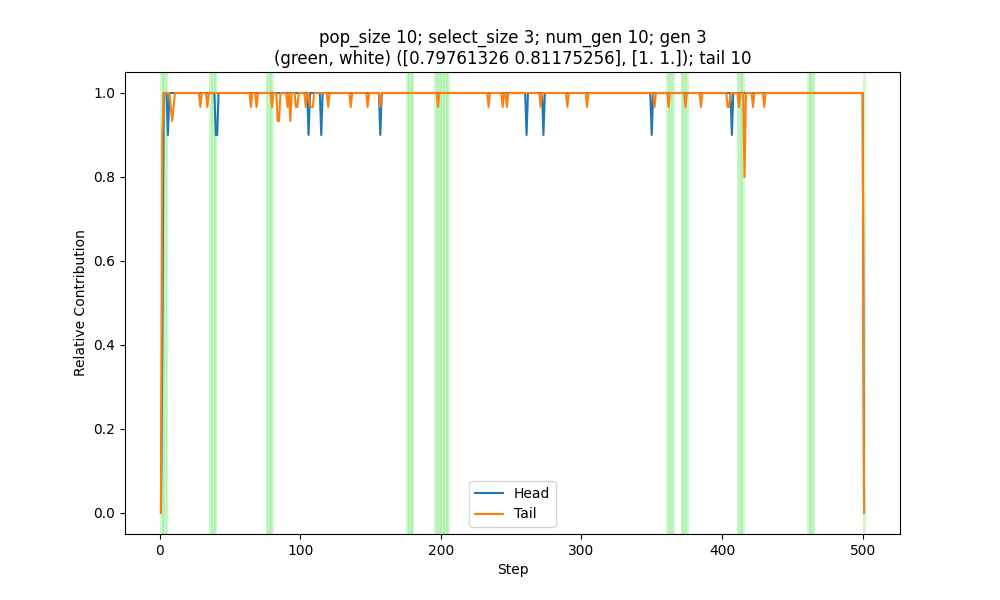 pop_size 10; select_size 3; num_gen 10; gen 3
(green, white) ([0.79761326 0.81175256], [1. 1.]); tail 10
1.0
0.8
0.6
0.4
0.2
0.0
Relative Contribution
Head
Tail
0 100 200 300 400 500
Step